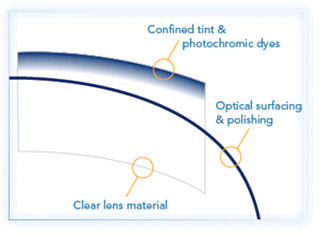 Confined tint &
photochromic dyes
Optical surfacing
& polishing
Clear lens material